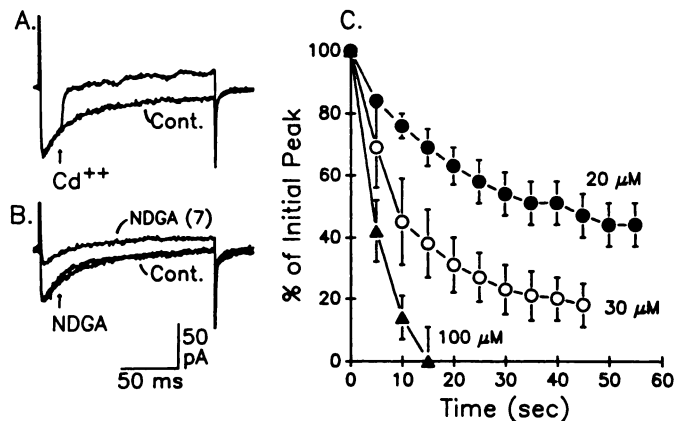 A.
Cont.
Cd++
B.
NDGA (7)
Cont.
NDGA
50
pA
50 ms
C.
% of Initial Peak
100
80
60
40
20
0
20 µM
30 µM
100 µM
0 10 20 30 40 50 60
Time (sec)